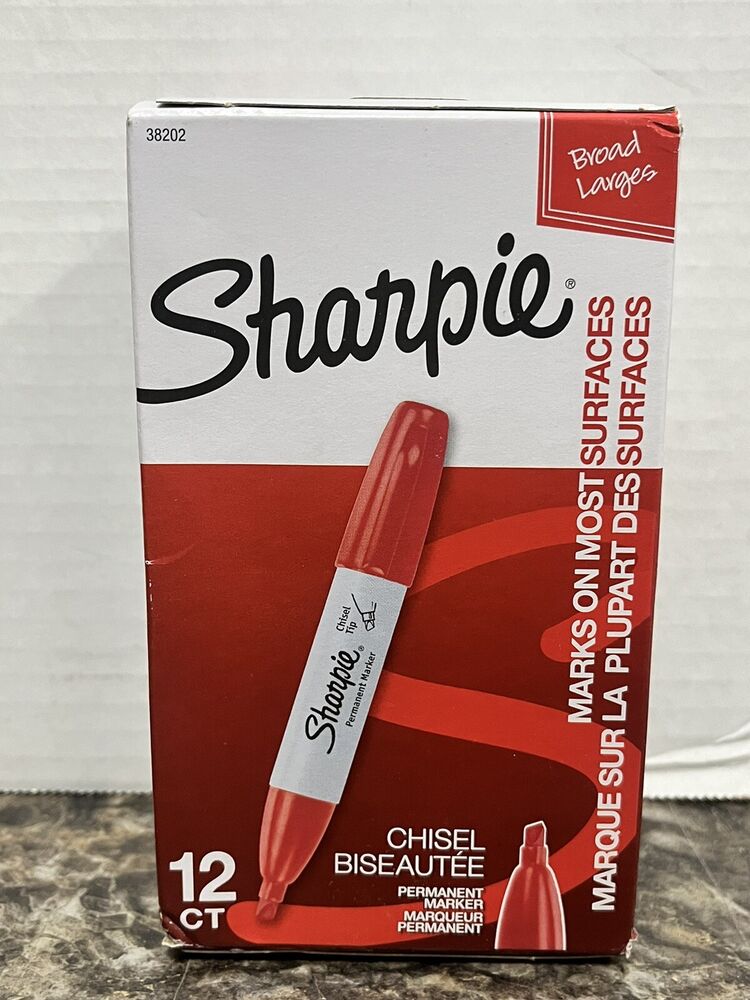 38202
Broad
Larges
Sharpie®
MARKS ON MOST SURFACES
MARQUE SUR LA PLUPART DES SURFACES
Chisel
Tip
Sharpie®
Permanent Marker
CHISEL
BISEAUTÉE
PERMANENT
MARKER
MARQUEUR
PERMANENT
12
CT